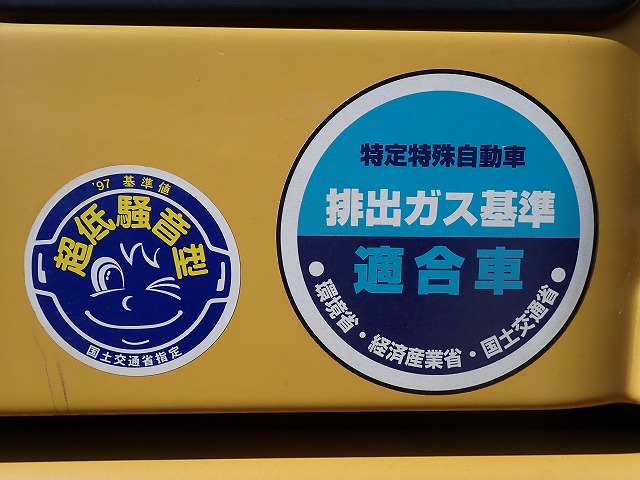 '97 基準値
超低騒音型
国土交通省指定
特定特殊自動車
排出ガス基準
適合車
●環境省・経済産業省・国土交通省●